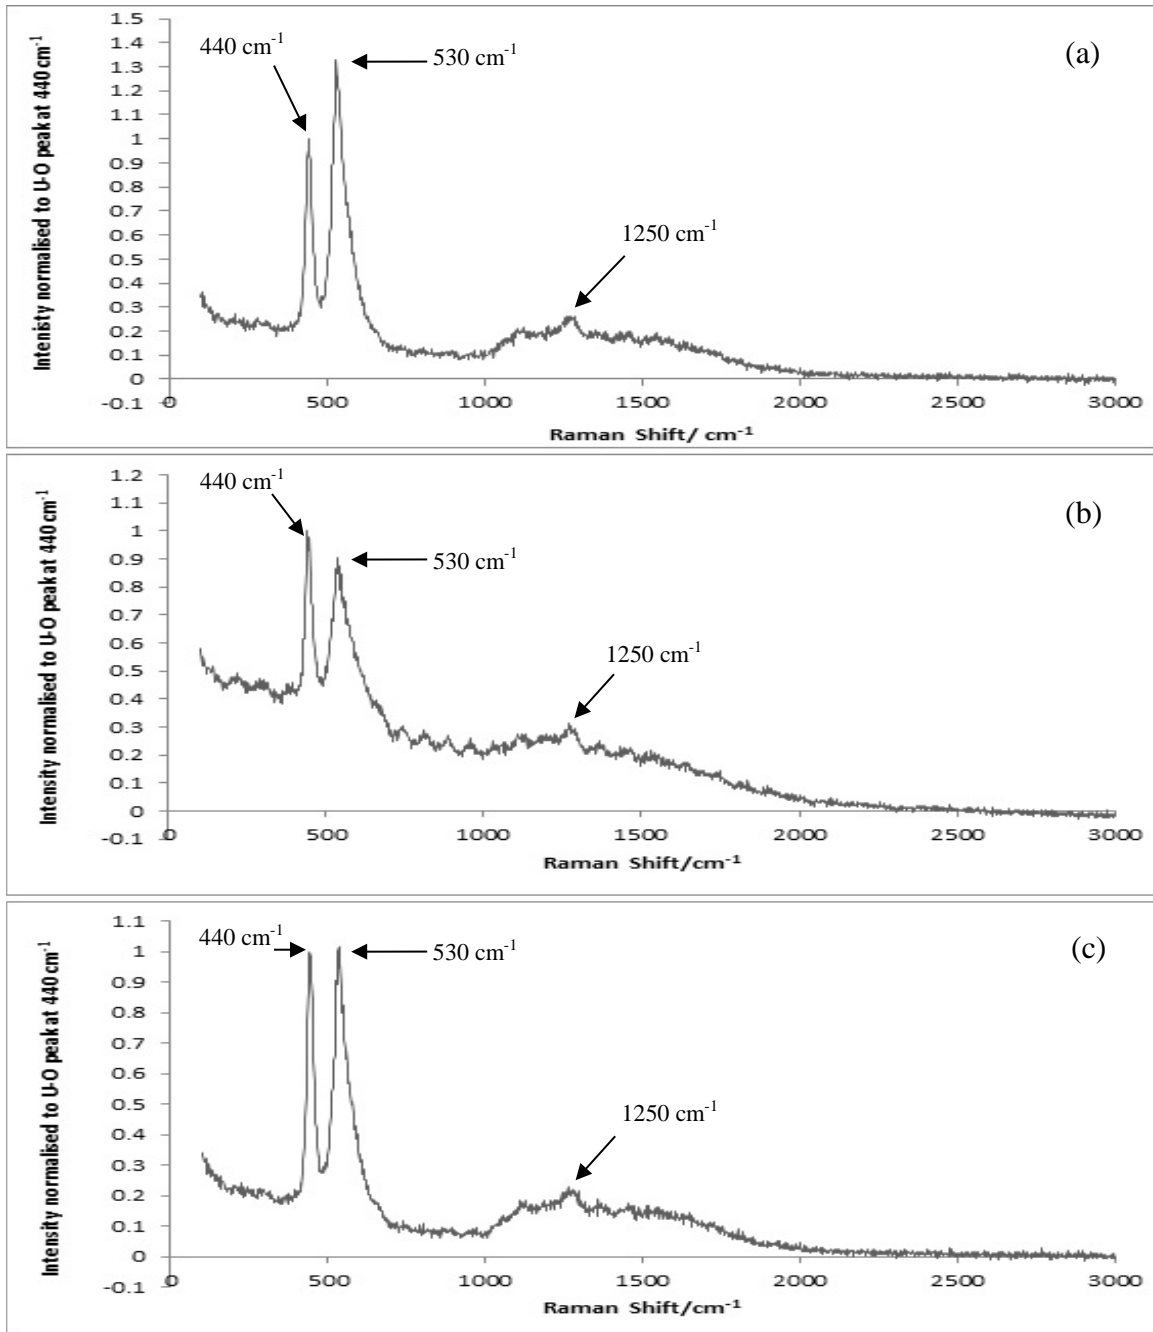 (a)
Intenisty normalised to U-O peak at 440 cm-1
1.5
1.4
1.3
1.2
1.1
1
0.9
0.8
0.7
0.6
0.5
0.4
0.3
0.2
0.1
0
-0.1
440 cm-1
530 cm-1
1250 cm-1
0 500 1000 1500 2000 2500 3000
Raman Shift/ cm-1
(b)
Intensity normalised to U-O peak at 440 cm-1
1.2
1.1
1
0.9
0.8
0.7
0.6
0.5
0.4
0.3
0.2
0.1
0
-0.1
440 cm-1
530 cm-1
1250 cm-1
0 500 1000 1500 2000 2500 3000
Raman Shift/cm-1
(c)
Intensity normalised to U-O peak at 440 cm-1
1.1
1
0.9
0.8
0.7
0.6
0.5
0.4
0.3
0.2
0.1
0
-0.1
440 cm-1
530 cm-1
1250 cm-1
0 500 1000 1500 2000 2500 3000
Raman Shift/cm-1